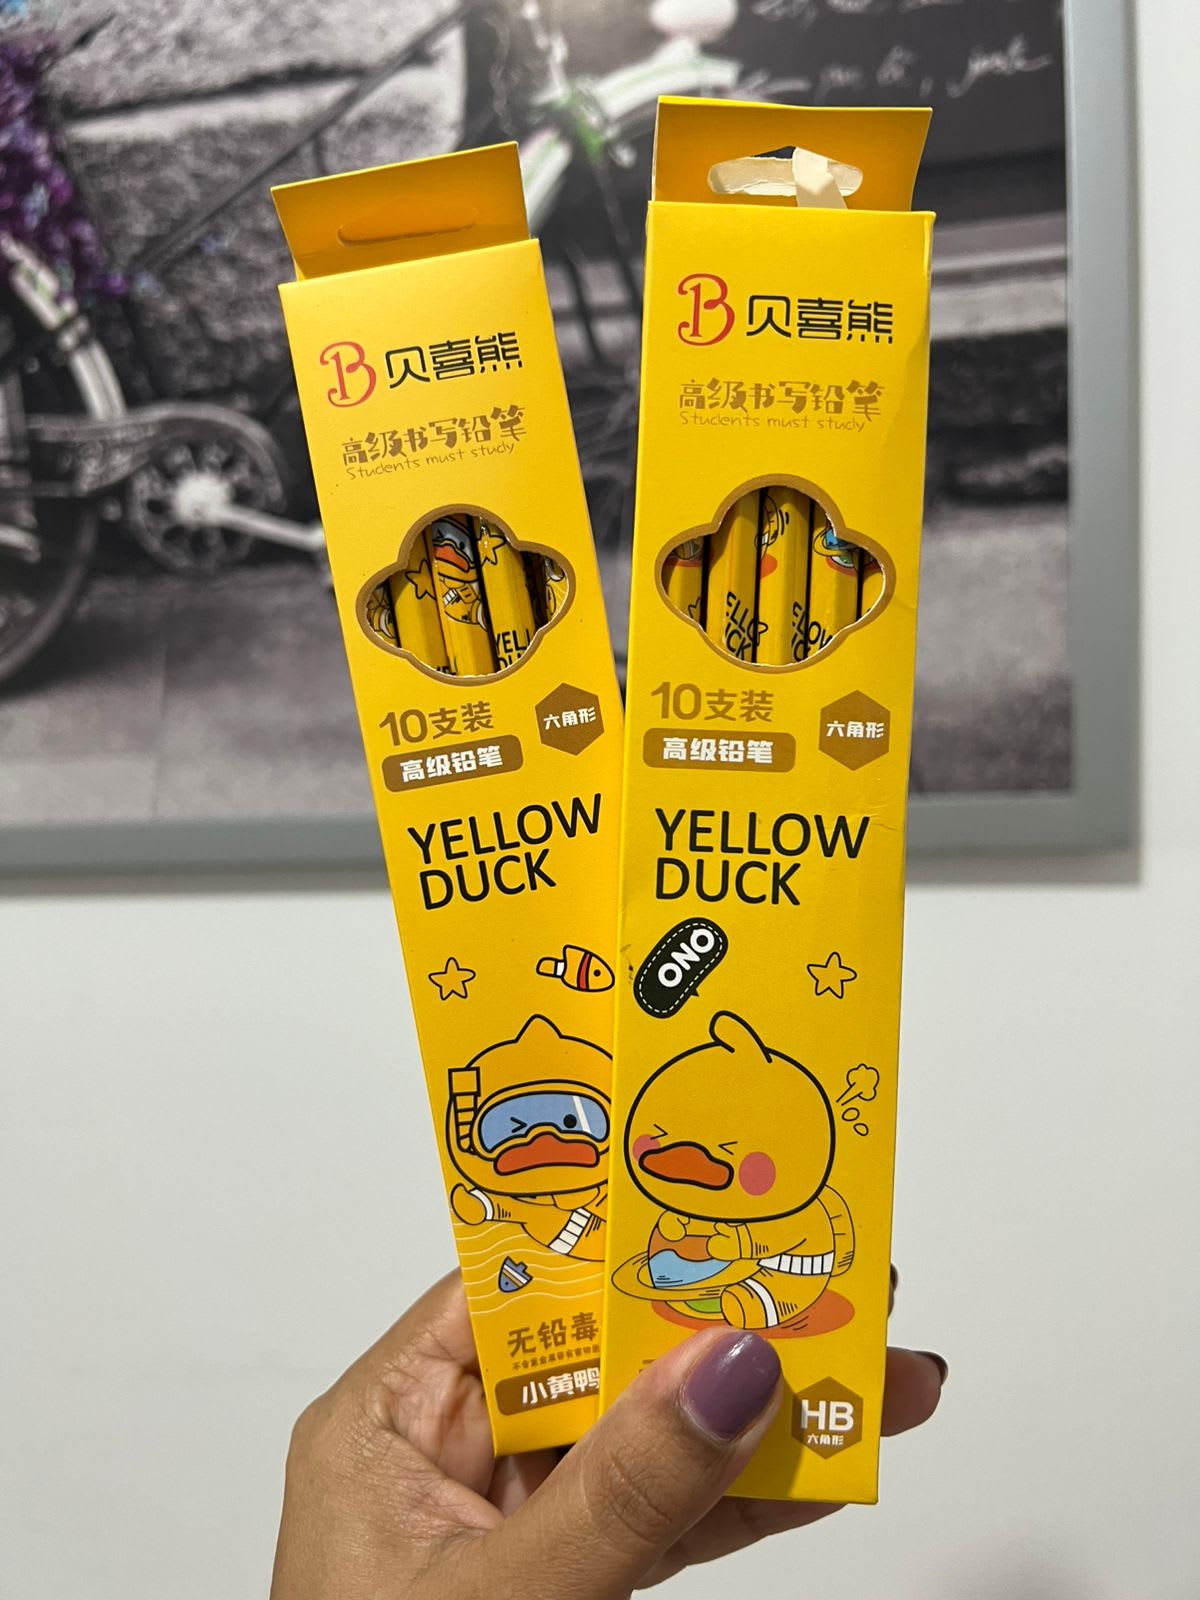 B 贝喜熊
高级书写铅笔
Students must study
YELL
10支装
六角形
高级铅笔
YELLOW
DUCK
无铅毒
小黄鸭
B 贝喜熊
高级书写铅笔
Students must study
10支装
六角形
高级铅笔
YELLOW
DUCK
ONO
HB
六角形